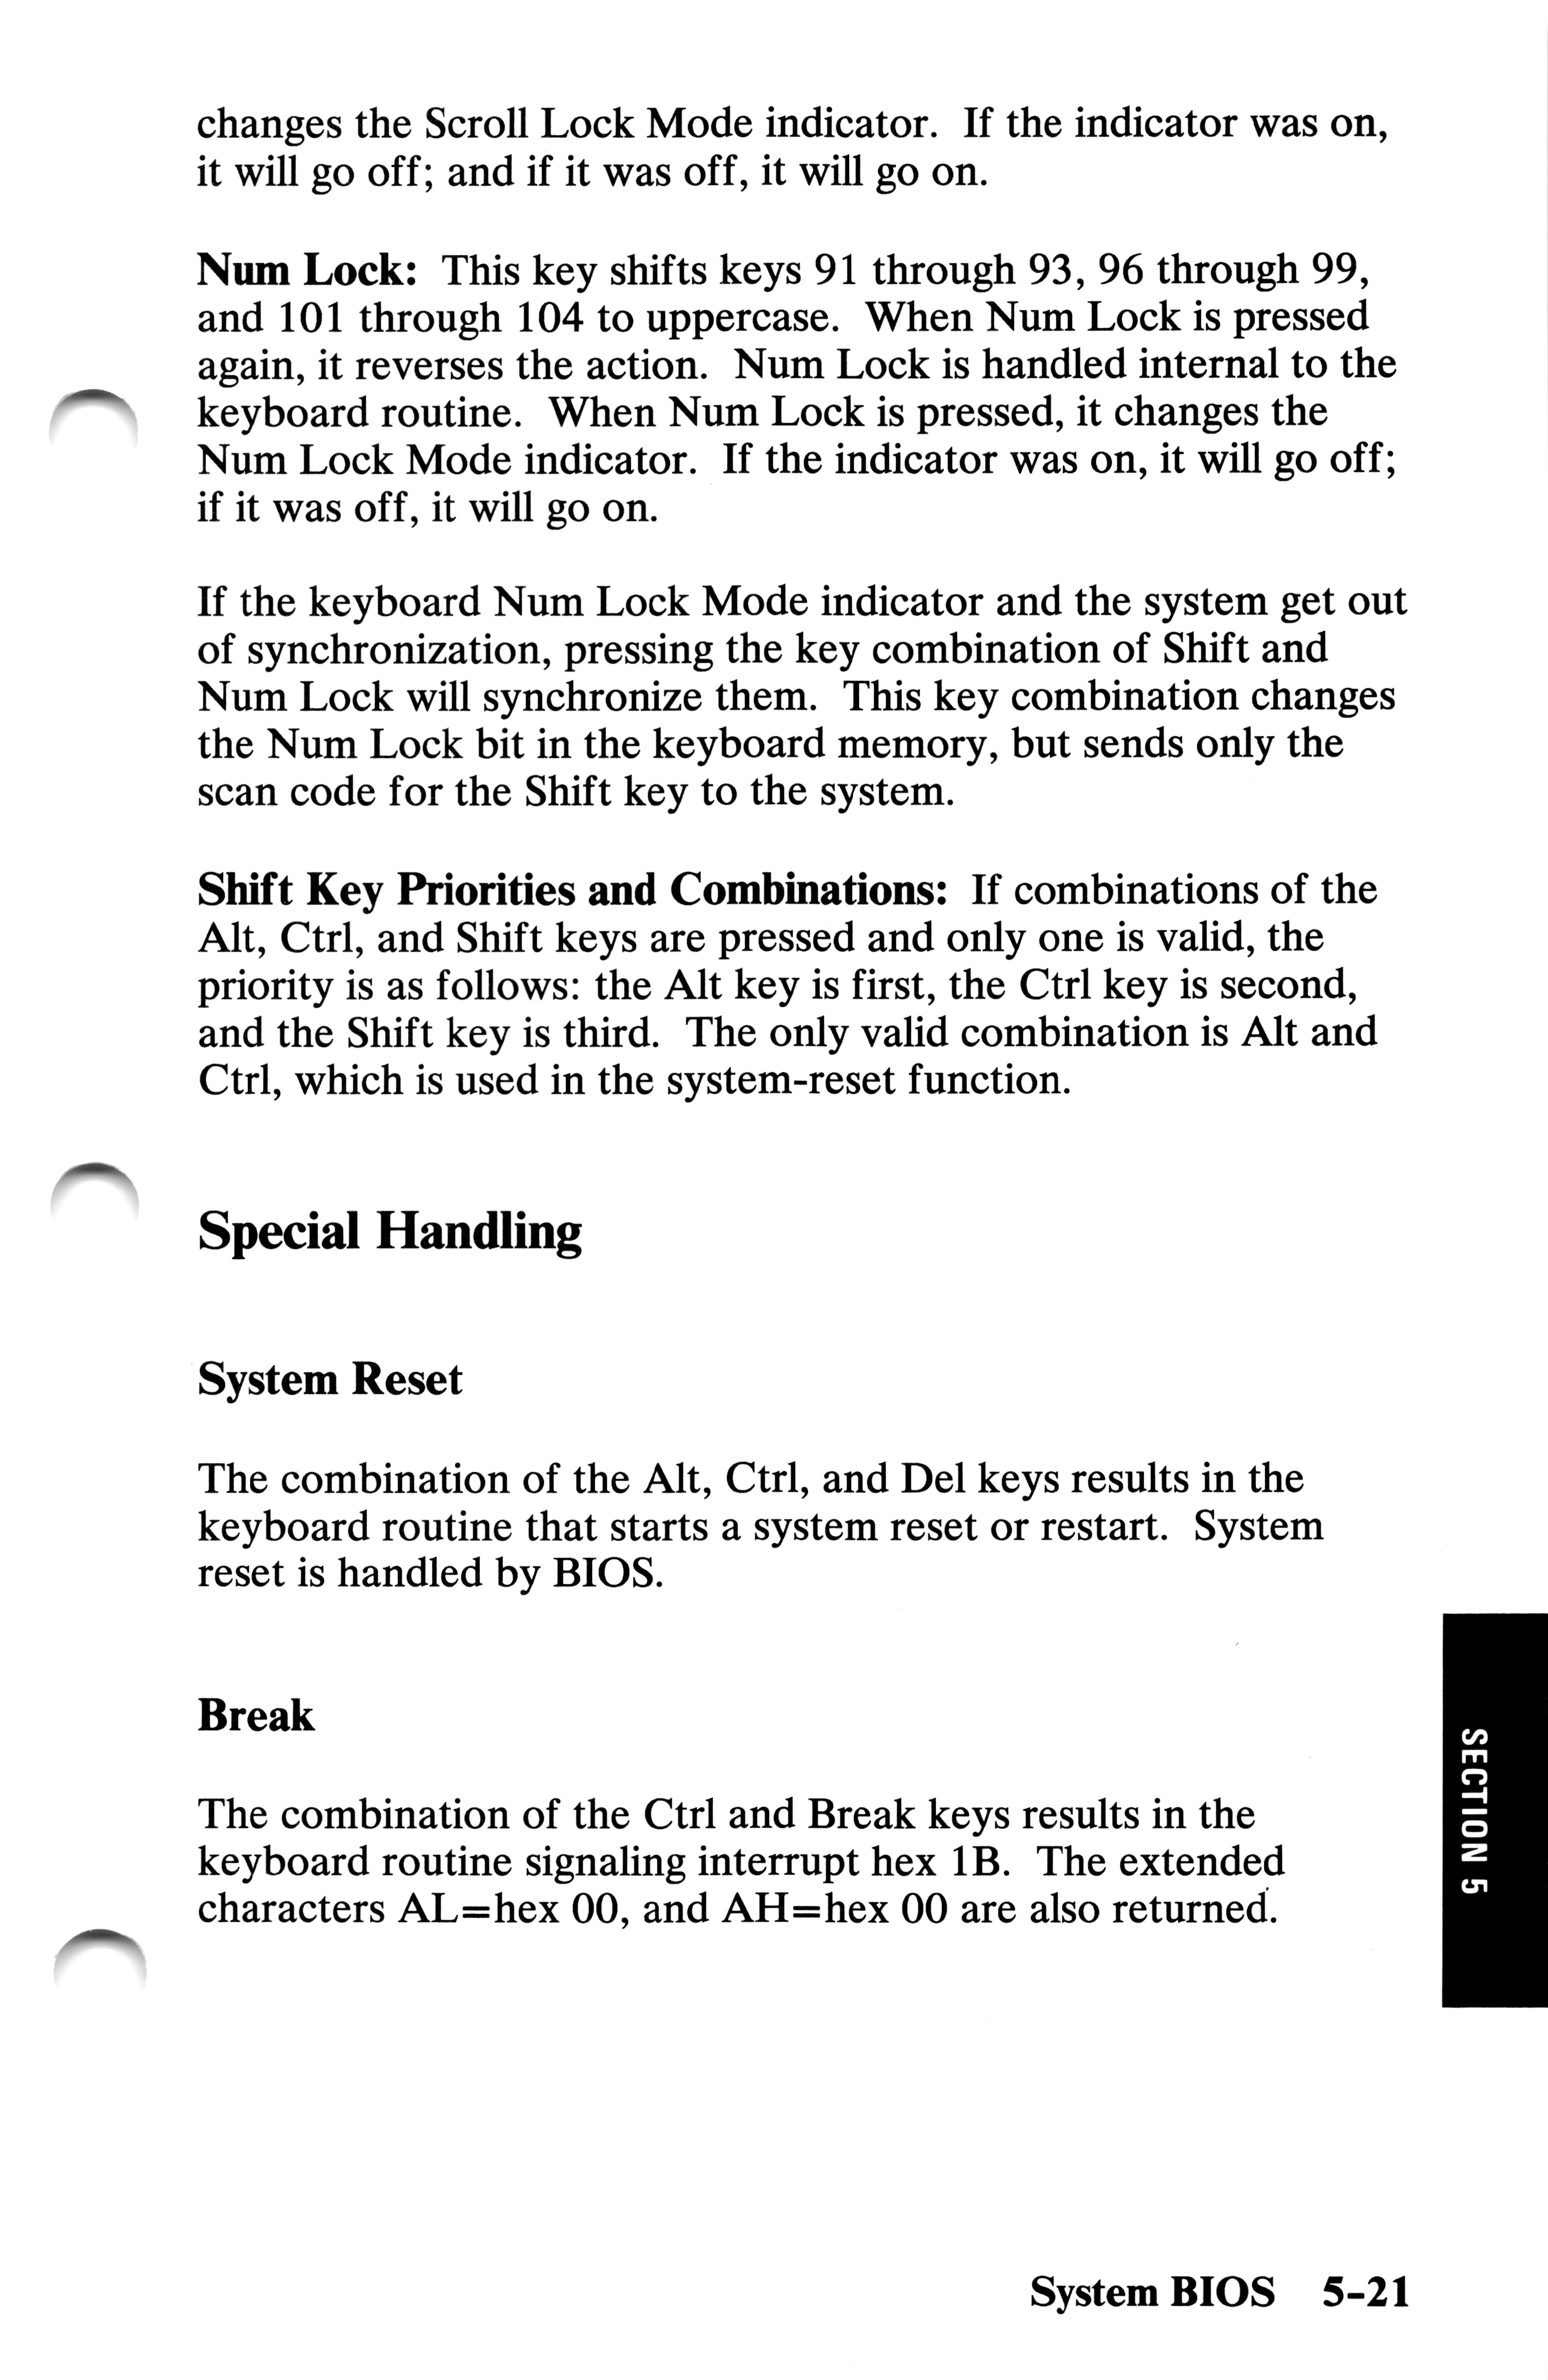 changes the Scroll Lock Mode indicator. If the indicator was on,
it will go off; and if it was off, it will go on.
Num Lock: This key shifts keys 91 through 93, 96 through 99,
and 101 through 104 to uppercase. When Num Lock is pressed
again, it reverses the action. Num Lock is handled internal to the
keyboard routine. When Num Lock is pressed, it changes the
Num Lock Mode indicator. If the indicator was on, it will go off;
if it was off, it will go on.
If the keyboard Num Lock Mode indicator and the system get out
of synchronization, pressing the key combination of Shift and
Num Lock will synchronize them. This key combination changes
the Num Lock bit in the keyboard memory, but sends only the
scan code for the Shift key to the system.
Shift Key Priorities and Combinations: If combinations of the
Alt, Ctrl, and Shift keys are pressed and only one is valid, the
priority is as follows: the Alt key is first, the Ctrl key is second,
and the Shift key is third. The only valid combination is Alt and
Ctrl, which is used in the system-reset function.
Special Handling
System Reset
The combination of the Alt, Ctrl, and Del keys results in the
keyboard routine that starts a system reset or restart. System
reset is handled by BIOS.
Break
The combination of the Ctrl and Break keys results in the
keyboard routine signaling interrupt hex 1B. The extended
characters AL=hex 00, and AH=hex 00 are also returned.
SECTION 5
System BIOS 5-21